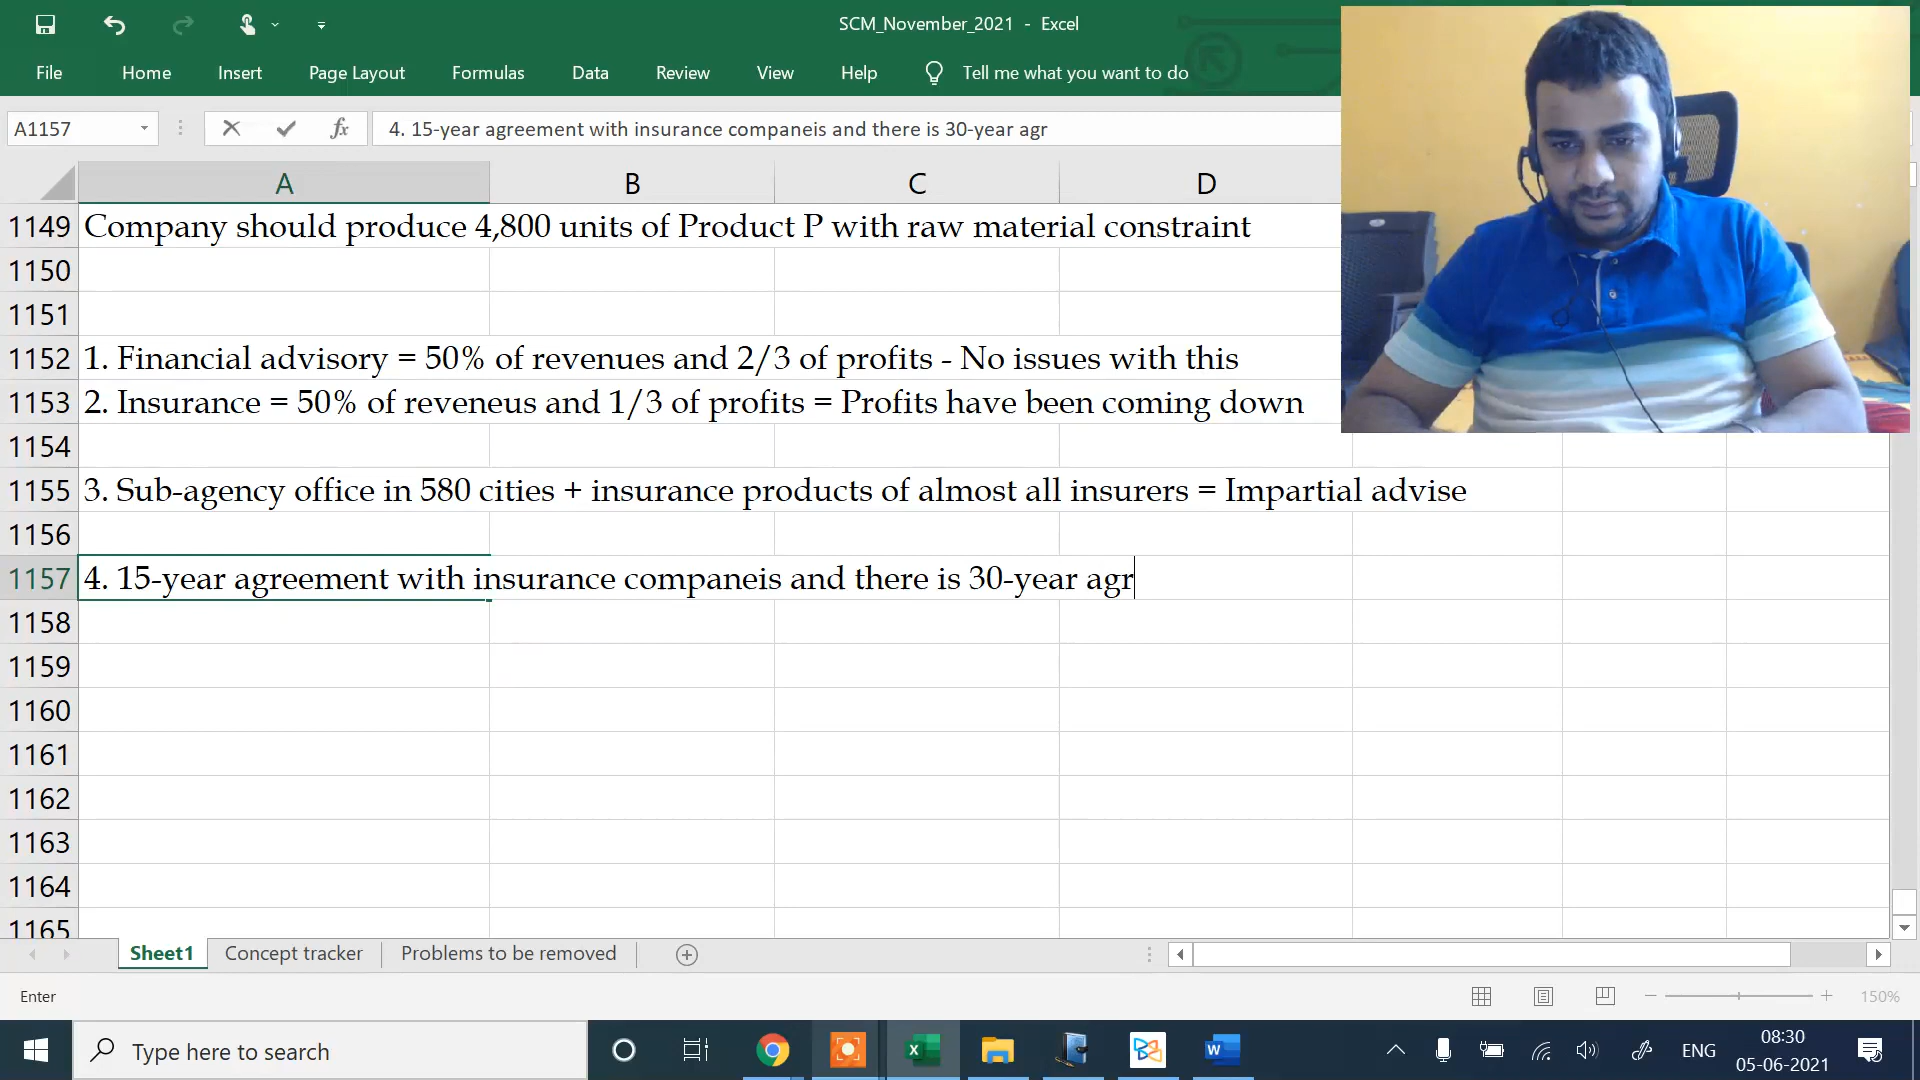 SCM_November_2021 - Excel
File Home Insert Page Layout Formulas Data Review View Help Tell me what you want to do
A1157 fx 4. 15-year agreement with insurance companeis and there is 30-year agr
A B C D
1149 Company should produce 4,800 units of Product P with raw material constraint
1150
1151
1152 1. Financial advisory = 50% of revenues and 2/3 of profits - No issues with this
1153 2. Insurance = 50% of reveneus and 1/3 of profits = Profits have been coming down
1154
1155 3. Sub-agency office in 580 cities + insurance products of almost all insurers = Impartial advise
1156
1157 4. 15-year agreement with insurance companeis and there is 30-year agr
1158
1159
1160
1161
1162
1163
1164
1165
Sheet1 Concept tracker Problems to be removed
Enter 150%
Type here to search ENG 08:30
05-06-2021